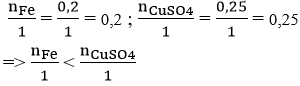 n_Fe/1 = 0,2/1 = 0,2 ; n_CuSO4/1 = 0,25/1 = 0,25
=> n_Fe/1 < n_CuSO4/1